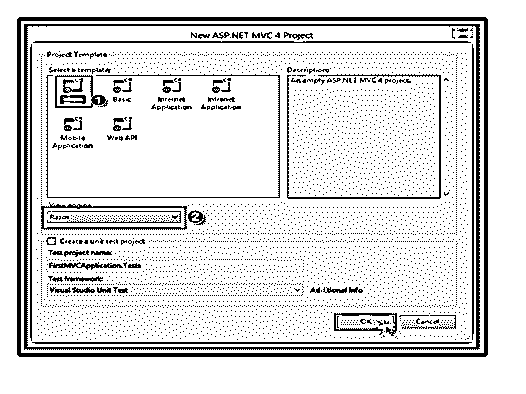 New ASP.NET MVC 4 Project
Project Template
Select a template:
Description:
1
Basic
Internet Application
Intranet Application
An empty ASP.NET MVC 4 project.
Mobile Application
Web API
View engine:
Razor
2
Create a unit test project
Test project name:
FirstMVCApplication.Tests
Test framework:
Visual Studio Unit Test
Additional Info
OK
Cancel